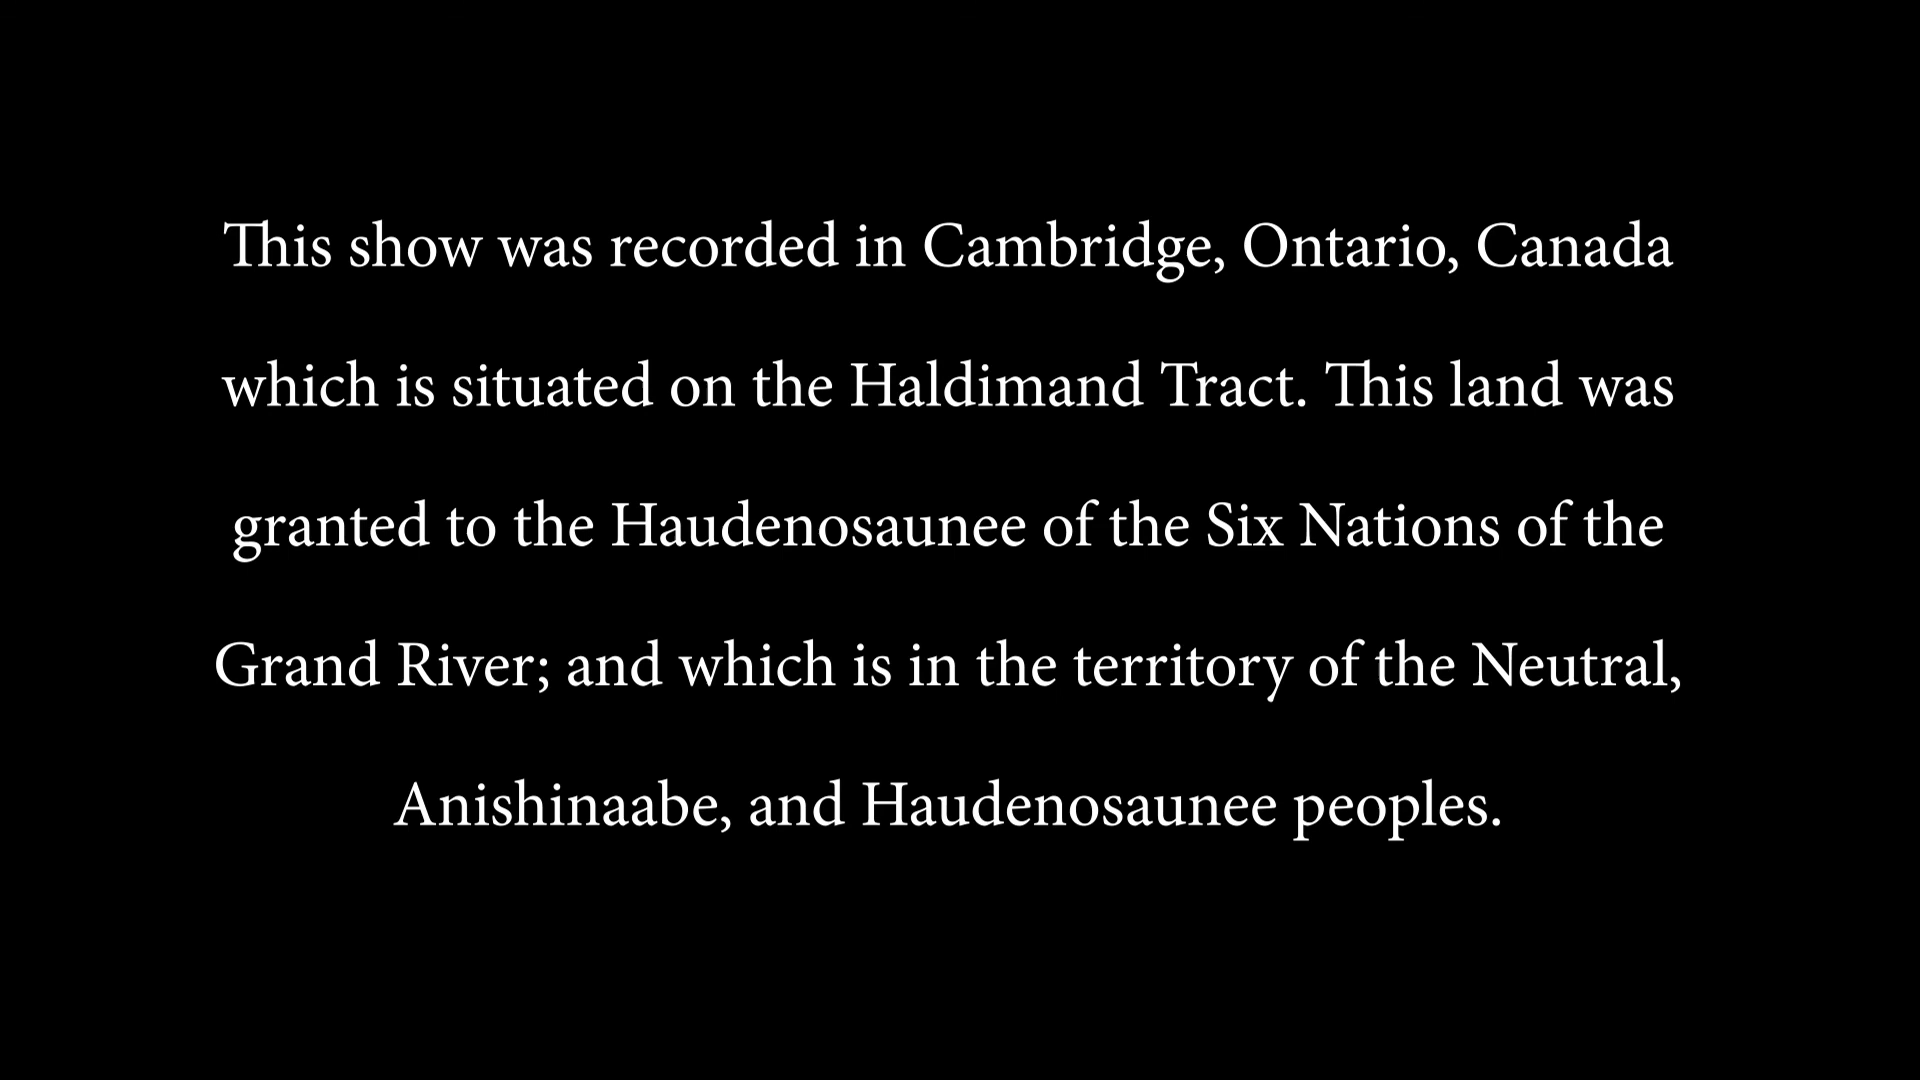 This show was recorded in Cambridge, Ontario, Canada
which is situated on the Haldimand Tract. This land was
granted to the Haudenosaunee of the Six Nations of the
Grand River; and which is in the territory of the Neutral,
Anishinaabe, and Haudenosaunee peoples.